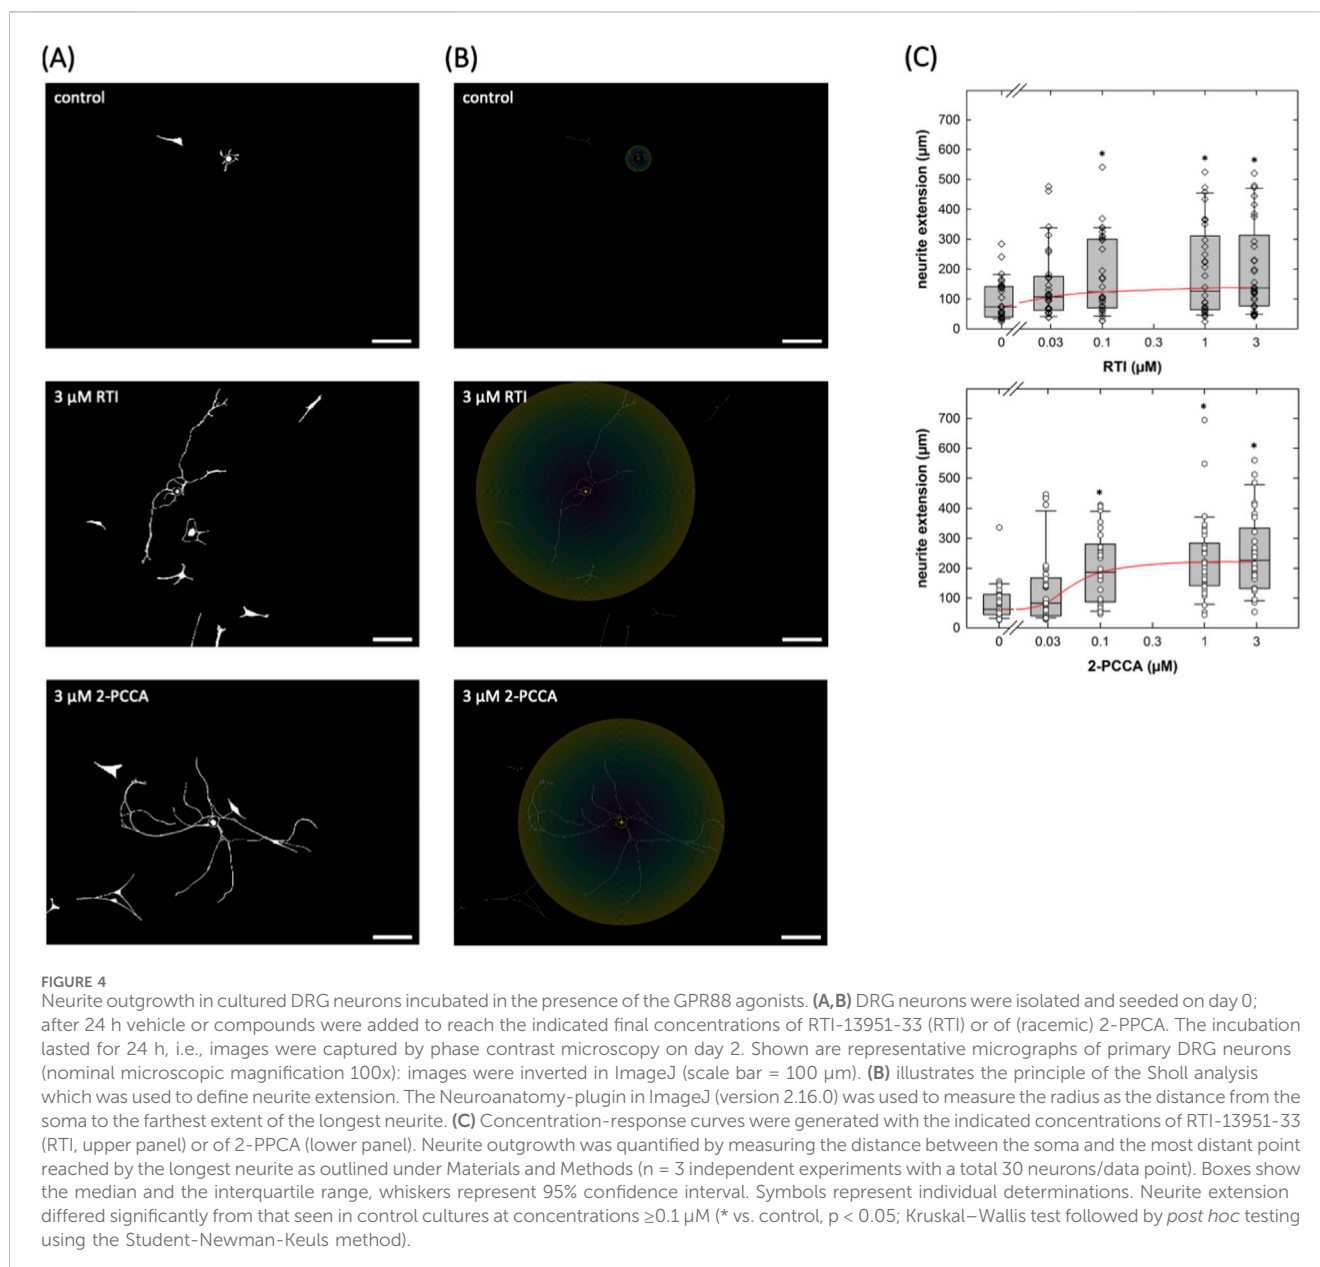 (A)
(B)
(C)
control
control
3 µM RTI
3 µM RTI
3 µM 2-PCCA
3 µM 2-PCCA
neurite extension (µm)
700
600
500
400
300
200
100
0
*
*
*
0 0.03 0.1 0.3 1 3
RTI (µM)
neurite extension (µm)
700
600
500
400
300
200
100
0
*
*
*
0 0.03 0.1 0.3 1 3
2-PCCA (µM)
FIGURE 4
Neurite outgrowth in cultured DRG neurons incubated in the presence of the GPR88 agonists. (A,B) DRG neurons were isolated and seeded on day 0;
after 24 h vehicle or compounds were added to reach the indicated final concentrations of RTI-13951-33 (RTI) or of (racemic) 2-PPCA. The incubation
lasted for 24 h, i.e., images were captured by phase contrast microscopy on day 2. Shown are representative micrographs of primary DRG neurons
(nominal microscopic magnification 100x): images were inverted in ImageJ (scale bar = 100 µm). (B) illustrates the principle of the Sholl analysis
which was used to define neurite extension. The Neuroanatomy-plugin in ImageJ (version 2.16.0) was used to measure the radius as the distance from the
soma to the farthest extent of the longest neurite. (C) Concentration-response curves were generated with the indicated concentrations of RTI-13951-33
(RTI, upper panel) or of 2-PPCA (lower panel). Neurite outgrowth was quantified by measuring the distance between the soma and the most distant point
reached by the longest neurite as outlined under Materials and Methods (n = 3 independent experiments with a total 30 neurons/data point). Boxes show
the median and the interquartile range, whiskers represent 95% confidence interval. Symbols represent individual determinations. Neurite extension
differed significantly from that seen in control cultures at concentrations ≥0.1 µM (* vs. control, p < 0.05; Kruskal–Wallis test followed by post hoc testing
using the Student-Newman-Keuls method).